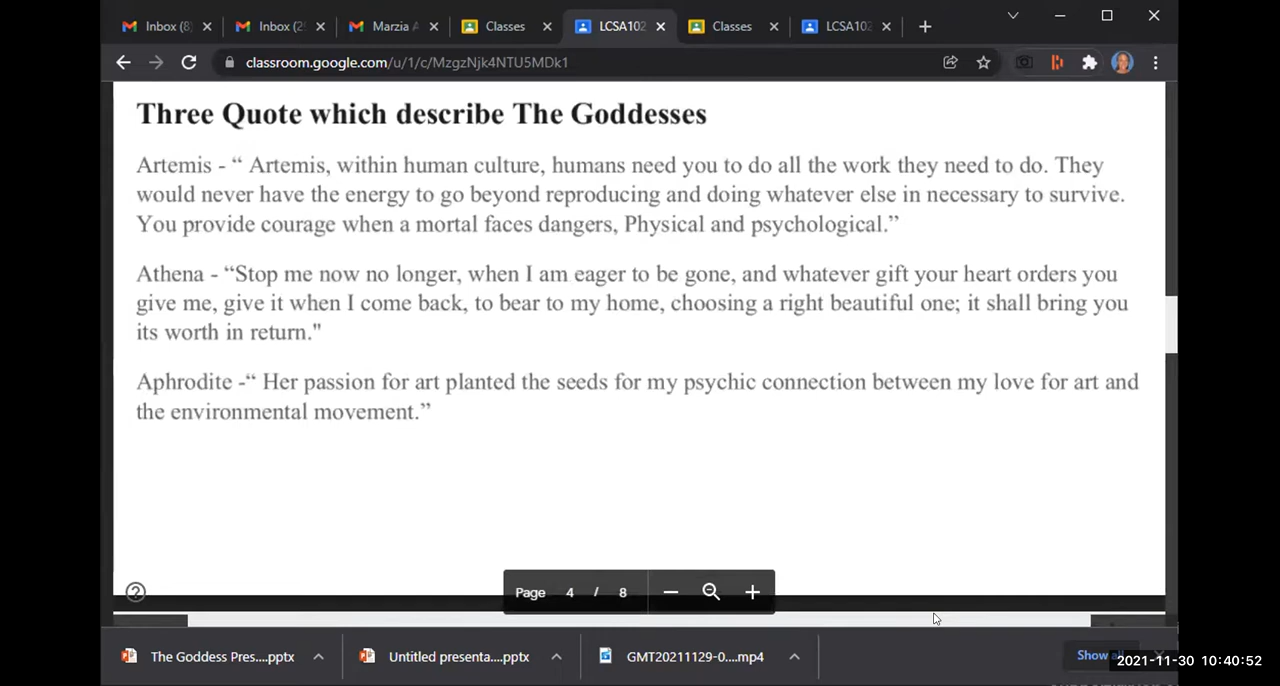 Inbox (8)
Inbox (2
Marzia A
Classes
LCSA102
Classes
LCSA102
classroom.google.com/u/1/c/MzgzNjk4NTU5MDk1
Three Quote which describe The Goddesses
Artemis - “ Artemis, within human culture, humans need you to do all the work they need to do. They
would never have the energy to go beyond reproducing and doing whatever else in necessary to survive.
You provide courage when a mortal faces dangers, Physical and psychological.”
Athena - “Stop me now no longer, when I am eager to be gone, and whatever gift your heart orders you
give me, give it when I come back, to bear to my home, choosing a right beautiful one; it shall bring you
its worth in return."
Aphrodite -“ Her passion for art planted the seeds for my psychic connection between my love for art and
the environmental movement.”
Page 4 / 8
The Goddess Pres....pptx
Untitled presenta....pptx
GMT20211129-0....mp4
Show
2021-11-30 10:40:52